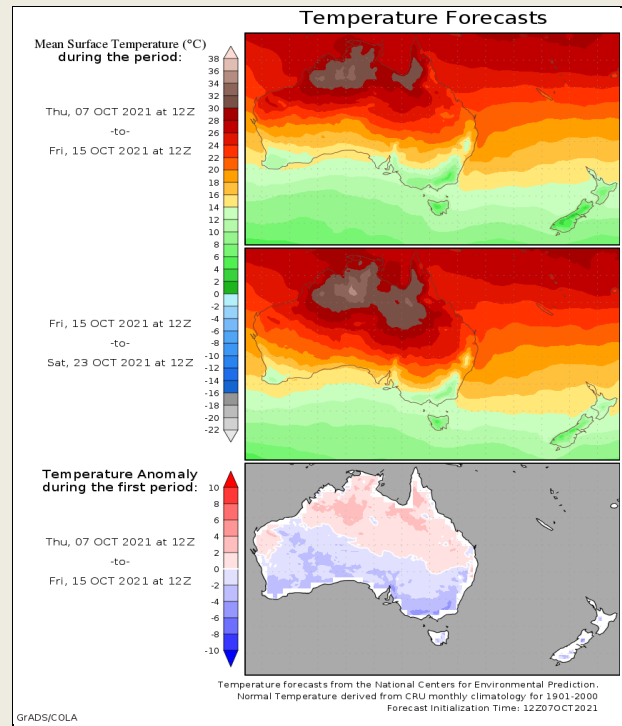 Temperature Forecasts
Mean Surface Temperature (°C)
during the period:
Thu, 07 OCT 2021 at 12Z
-to-
Fri, 15 OCT 2021 at 12Z
38
36
34
32
30
28
26
24
22
20
18
16
14
12
10
8
6
4
2
0
-2
-4
-6
-8
-10
-12
-14
-16
-18
-20
-22
Fri, 15 OCT 2021 at 12Z
-to-
Sat, 23 OCT 2021 at 12Z
Temperature Anomaly
during the first period:
Thu, 07 OCT 2021 at 12Z
-to-
Fri, 15 OCT 2021 at 12Z
10
8
6
4
2
0
-2
-4
-6
-8
-10
Temperature forecasts from the National Centers for Environmental Prediction.
Normal Temperature derived from CRU monthly climatology for 1901-2000
Forecast Initialization Time: 12Z07OCT2021
GrADS/COLA